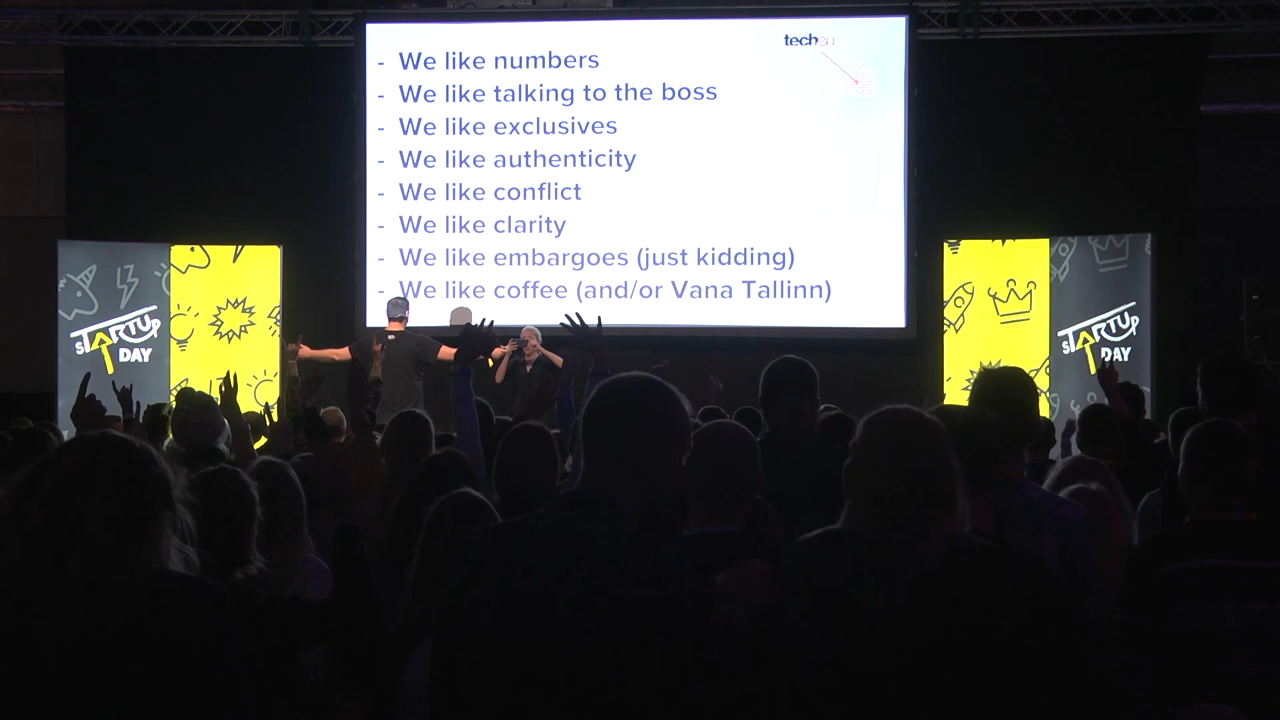 tech.eu
- We like numbers
- We like talking to the boss
- We like exclusives
- We like authenticity
- We like conflict
- We like clarity
- We like embargoes (just kidding)
- We like coffee (and/or Vana Tallinn)
STARTUP
DAY
STARTUP
DAY